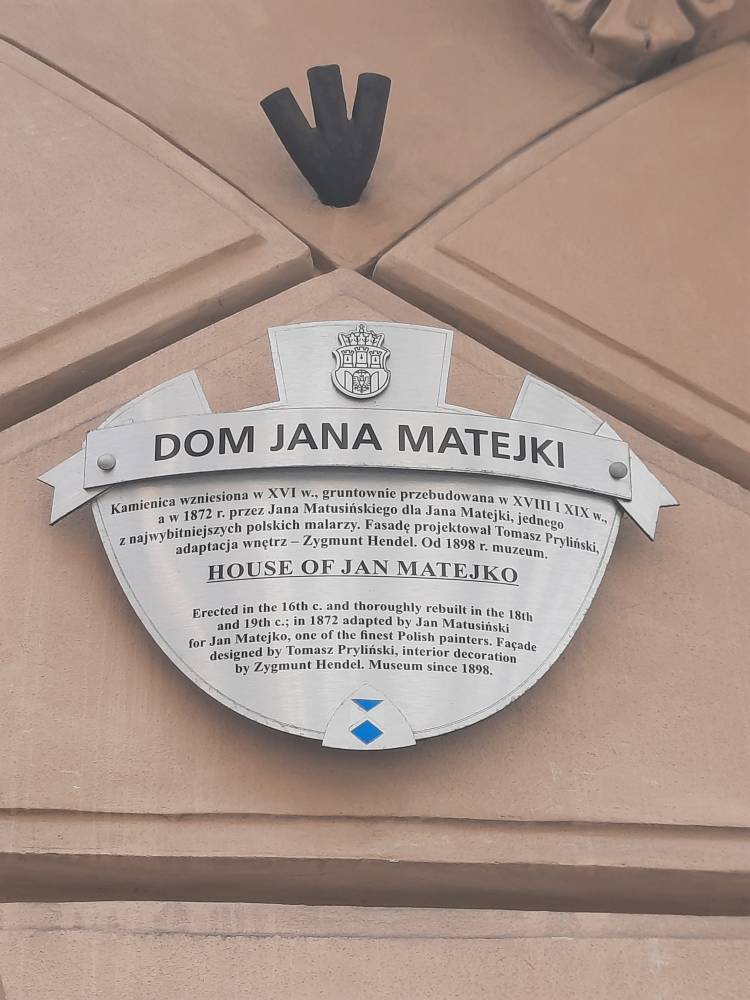 DOM JANA MATEJKI
Kamienica wzniesiona w XVI w., gruntownie przebudowana w XVIII I XIX w.,
a w 1872 r. przez Jana Matusińskiego dla Jana Matejki, jednego
z najwybitniejszych polskich malarzy. Fasadę projektował Tomasz Pryliński,
adaptacja wnętrz – Zygmunt Hendel. Od 1898 r. muzeum.
HOUSE OF JAN MATEJKO
Erected in the 16th c. and thoroughly rebuilt in the 18th
and 19th c.; in 1872 adapted by Jan Matusiński
for Jan Matejko, one of the finest Polish painters. Façade
designed by Tomasz Pryliński, interior decoration
by Zygmunt Hendel. Museum since 1898.